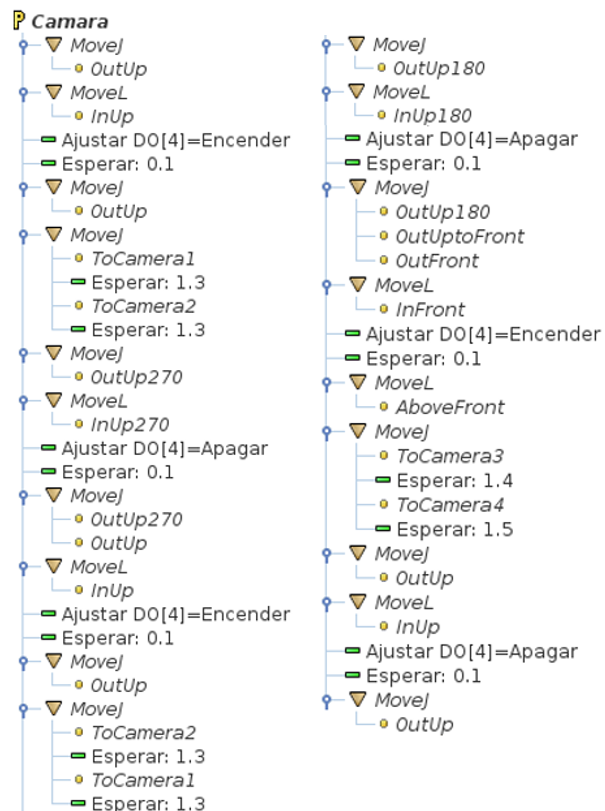 P Camara
MoveJ
OutUp
MoveL
InUp
Ajustar DO[4]=Encender
Esperar: 0.1
MoveJ
OutUp
MoveJ
ToCamera1
Esperar: 1.3
ToCamera2
Esperar: 1.3
MoveJ
OutUp270
MoveL
InUp270
Ajustar DO[4]=Apagar
Esperar: 0.1
MoveJ
OutUp270
OutUp
MoveL
InUp
Ajustar DO[4]=Encender
Esperar: 0.1
MoveJ
OutUp
MoveJ
ToCamera2
Esperar: 1.3
ToCamera1
Esperar: 1.3
MoveJ
OutUp180
MoveL
InUp180
Ajustar DO[4]=Apagar
Esperar: 0.1
MoveJ
OutUp180
OutUptoFront
OutFront
MoveL
InFront
Ajustar DO[4]=Encender
Esperar: 0.1
MoveL
AboveFront
MoveJ
ToCamera3
Esperar: 1.4
ToCamera4
Esperar: 1.5
MoveJ
OutUp
MoveL
InUp
Ajustar DO[4]=Apagar
Esperar: 0.1
MoveJ
OutUp